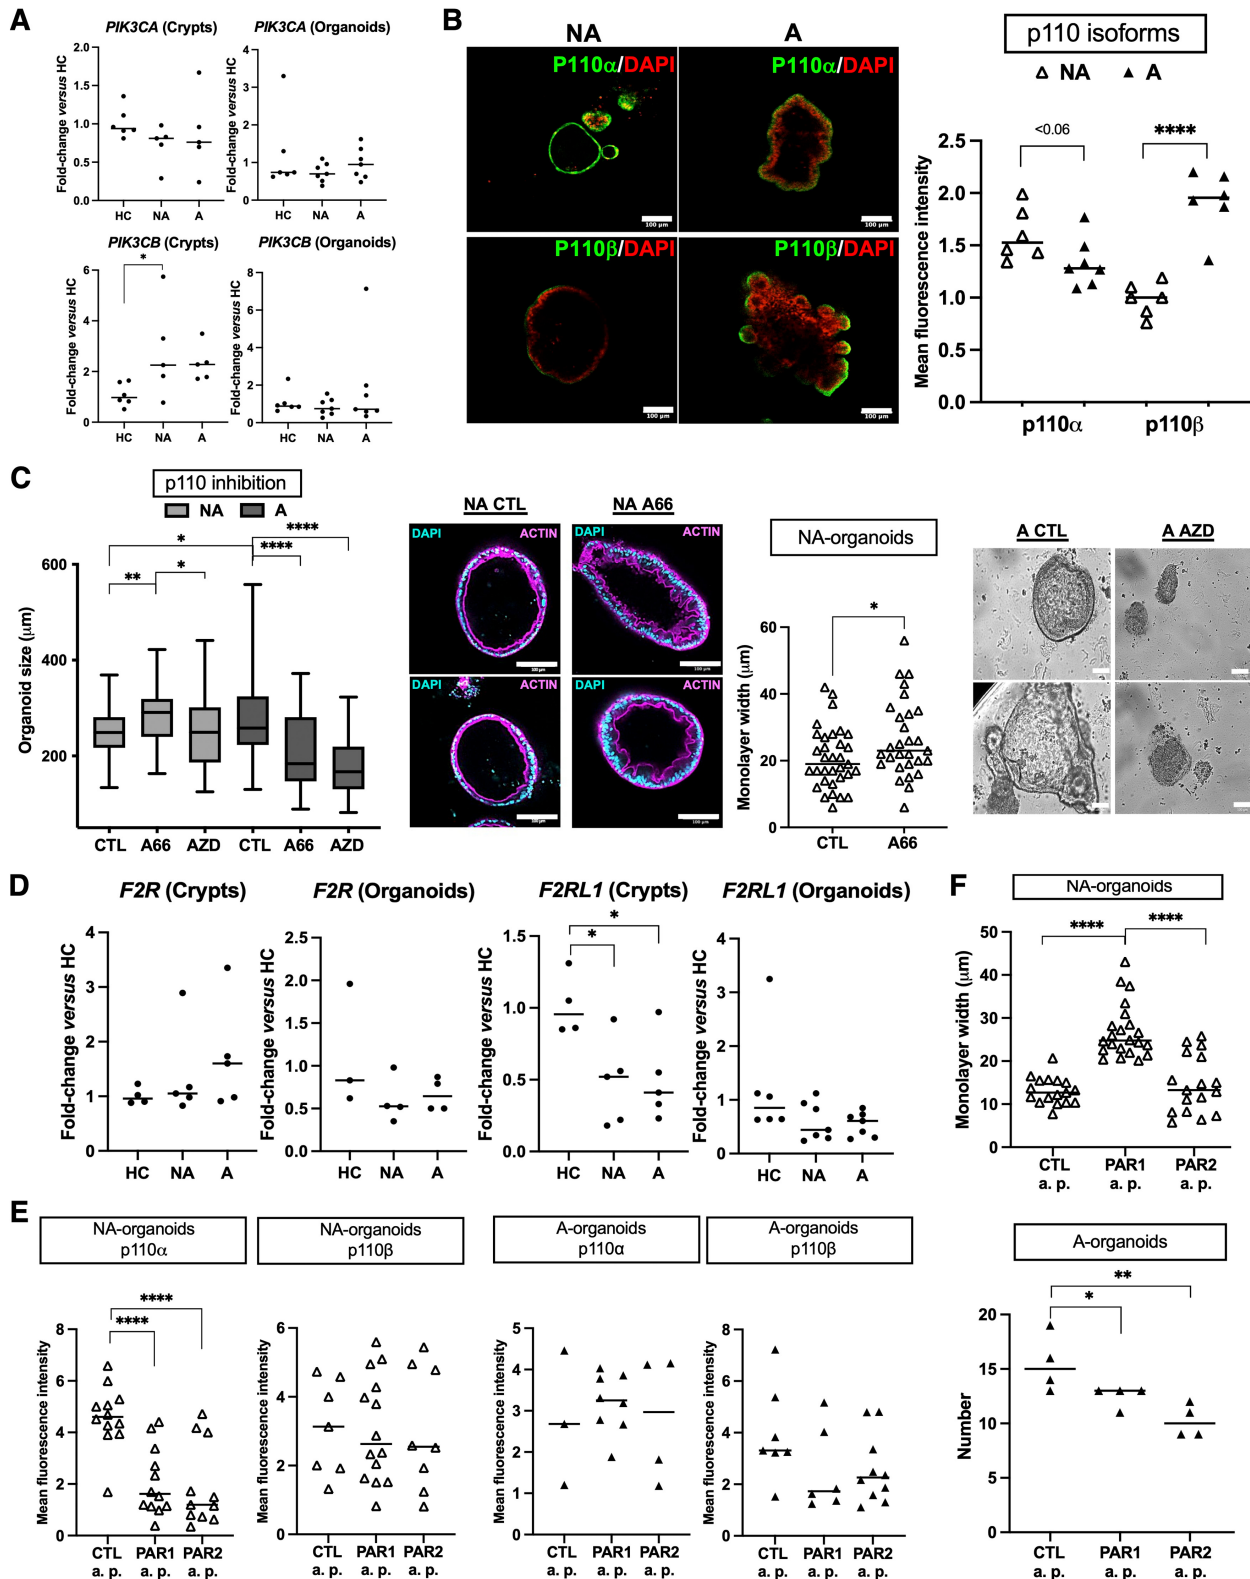 A
PIK3CA (Crypts)
Fold-change versus HC
2.0
1.5
1.0
0.5
0.0
HC NA A
PIK3CA (Organoids)
Fold-change versus HC
4
3
2
1
0
HC NA A
PIK3CB (Crypts)
Fold-change versus HC
6
4
2
0
*
HC NA A
PIK3CB (Organoids)
Fold-change versus HC
8
6
4
2
0
HC NA A
B
NA A
P110α/DAPI
100 µm
P110α/DAPI
100 µm
P110β/DAPI
100 µm
P110β/DAPI
100 µm
p110 isoforms
NA A
Mean fluorescence intensity
2.5
2.0
1.5
1.0
0.5
0.0
<0.06
****
p110α p110β
C
p110 inhibition
NA A
Organoid size (µm)
600
400
200
****
* ****
** *
CTL A66 AZD CTL A66 AZD
NA CTL NA A66
DAPI ACTIN
100 µm
DAPI ACTIN
100 µm
DAPI ACTIN
100 µm
DAPI ACTIN
100 µm
NA-organoids
Monolayer width (µm)
60
40
20
0
*
CTL A66
A CTL A AZD
D
F2R (Crypts)
Fold-change versus HC
4
3
2
1
0
HC NA A
F2R (Organoids)
Fold-change versus HC
2.5
2.0
1.5
1.0
0.5
0.0
HC NA A
F2RL1 (Crypts)
Fold-change versus HC
1.5
1.0
0.5
0.0
*
*
HC NA A
F2RL1 (Organoids)
Fold-change versus HC
4
3
2
1
0
HC NA A
F
NA-organoids
Monolayer width (µm)
50
40
30
20
10
0
**** ****
CTL PAR1 PAR2
a. p. a. p. a. p.
A-organoids
Number
20
15
10
5
0
**
*
CTL PAR1 PAR2
a. p. a. p. a. p.
E
NA-organoids
p110α
Mean fluorescence intensity
8
6
4
2
0
****
****
CTL PAR1 PAR2
a. p. a. p. a. p.
NA-organoids
p110β
Mean fluorescence intensity
6
4
2
0
CTL PAR1 PAR2
a. p. a. p. a. p.
A-organoids
p110α
Mean fluorescence intensity
5
4
3
2
1
0
CTL PAR1 PAR2
a. p. a. p. a. p.
A-organoids
p110β
Mean fluorescence intensity
8
6
4
2
0
CTL PAR1 PAR2
a. p. a. p. a. p.